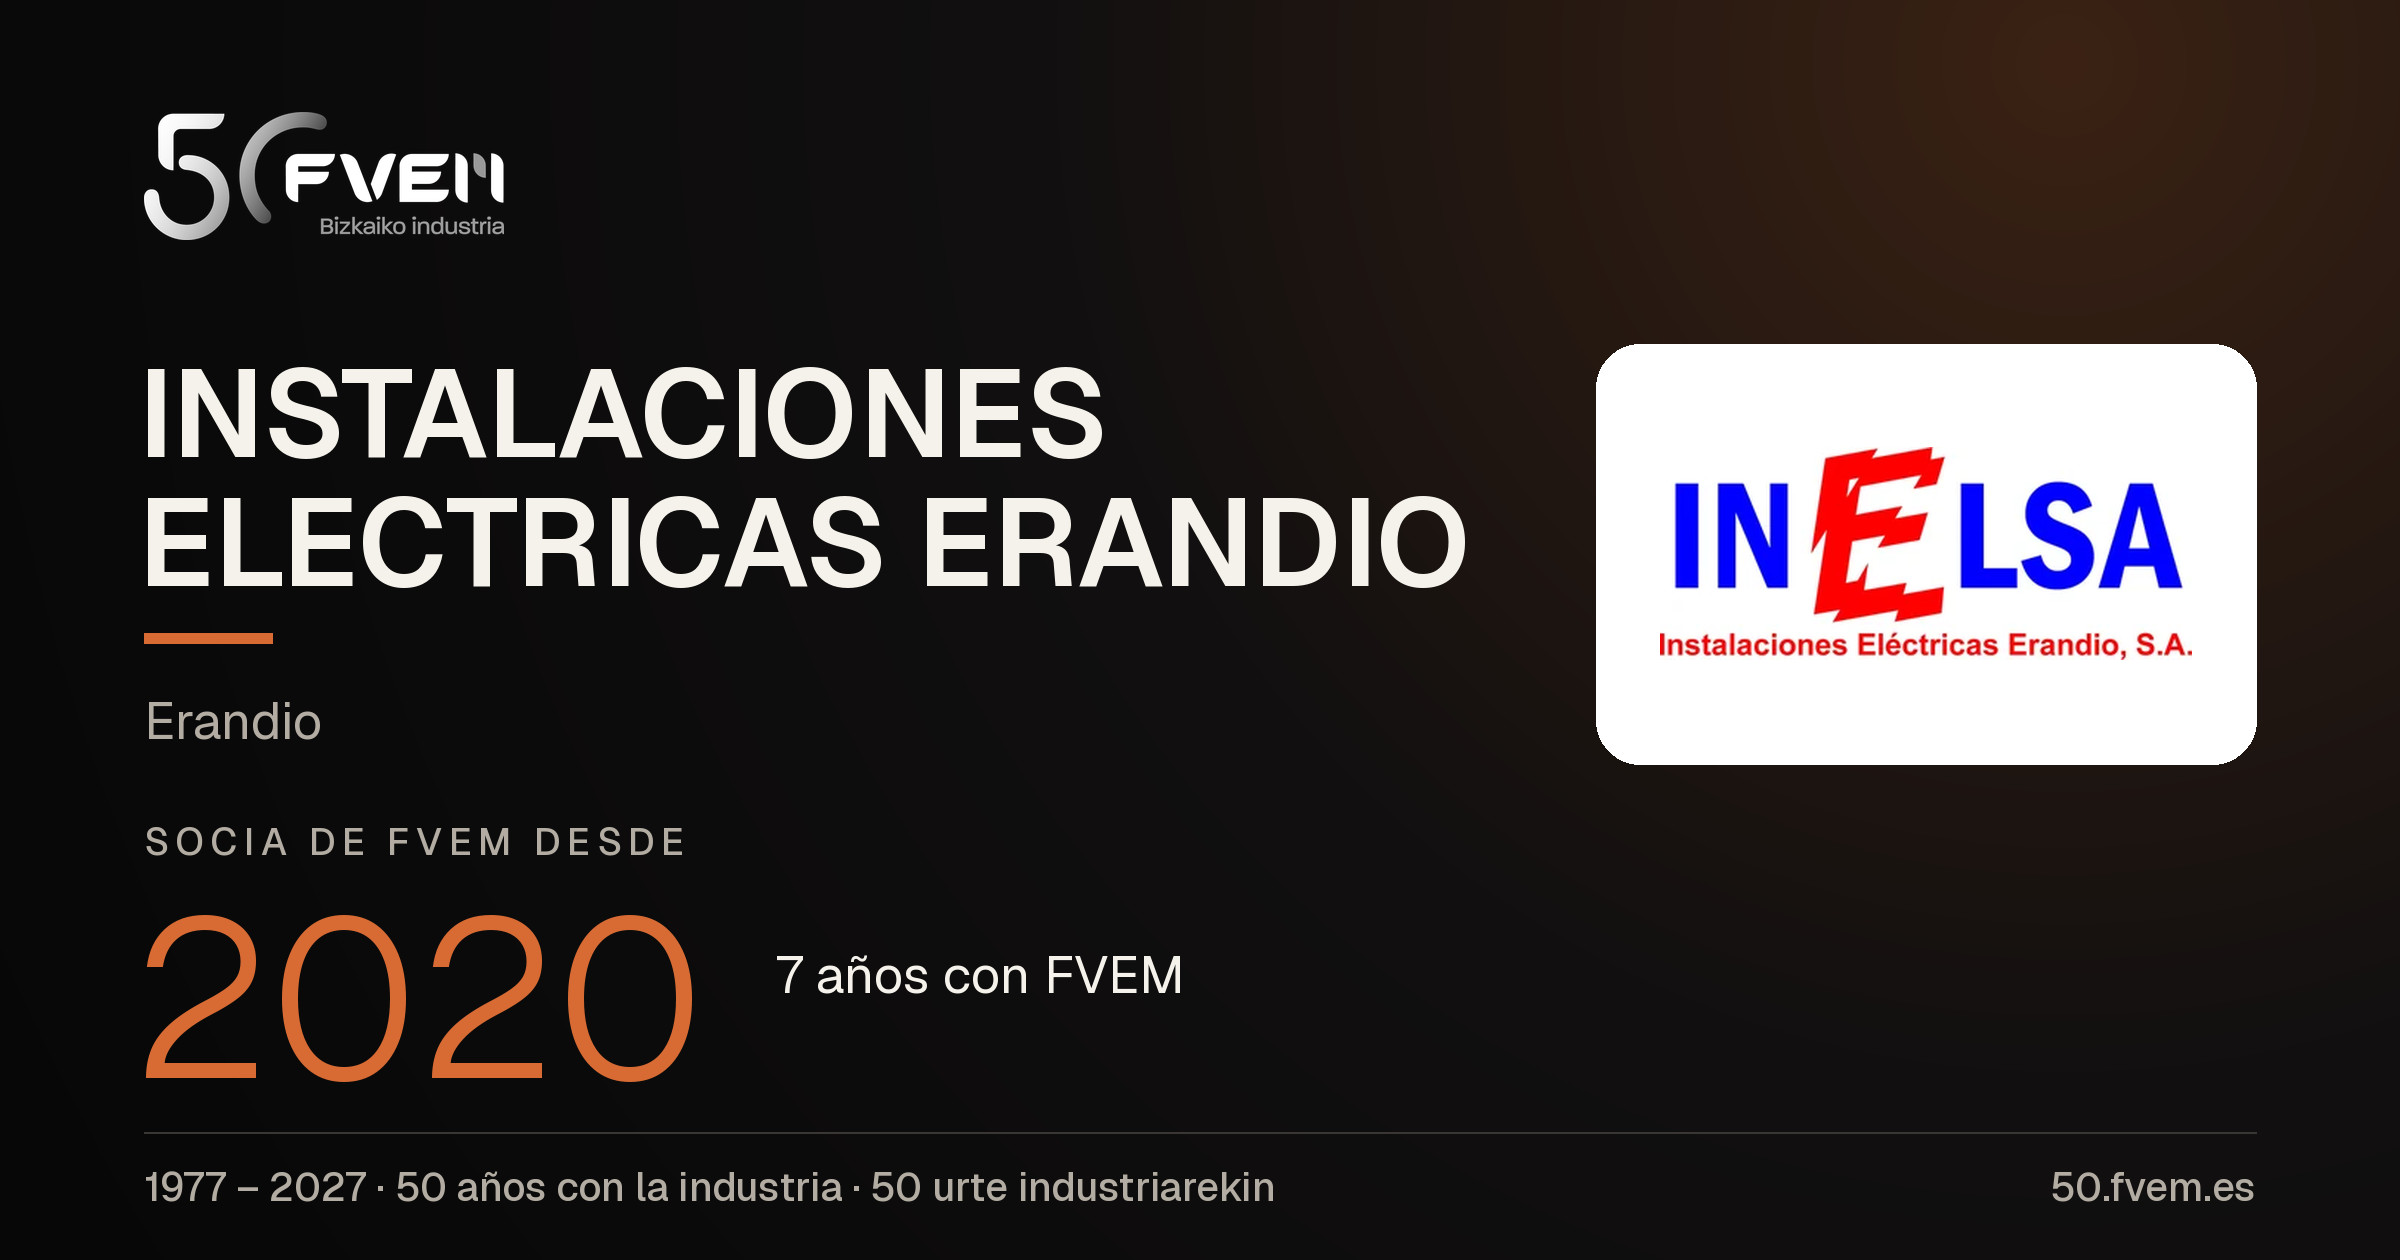 50 FVEM
Bizkaiko industria
INSTALACIONES
ELECTRICAS ERANDIO
INELSA
Instalaciones Eléctricas Erandio, S.A.
Erandio
SOCIA DE FVEM DESDE
2020
7 años con FVEM
1977 – 2027 · 50 años con la industria · 50 urte industriarekin
50.fvem.es